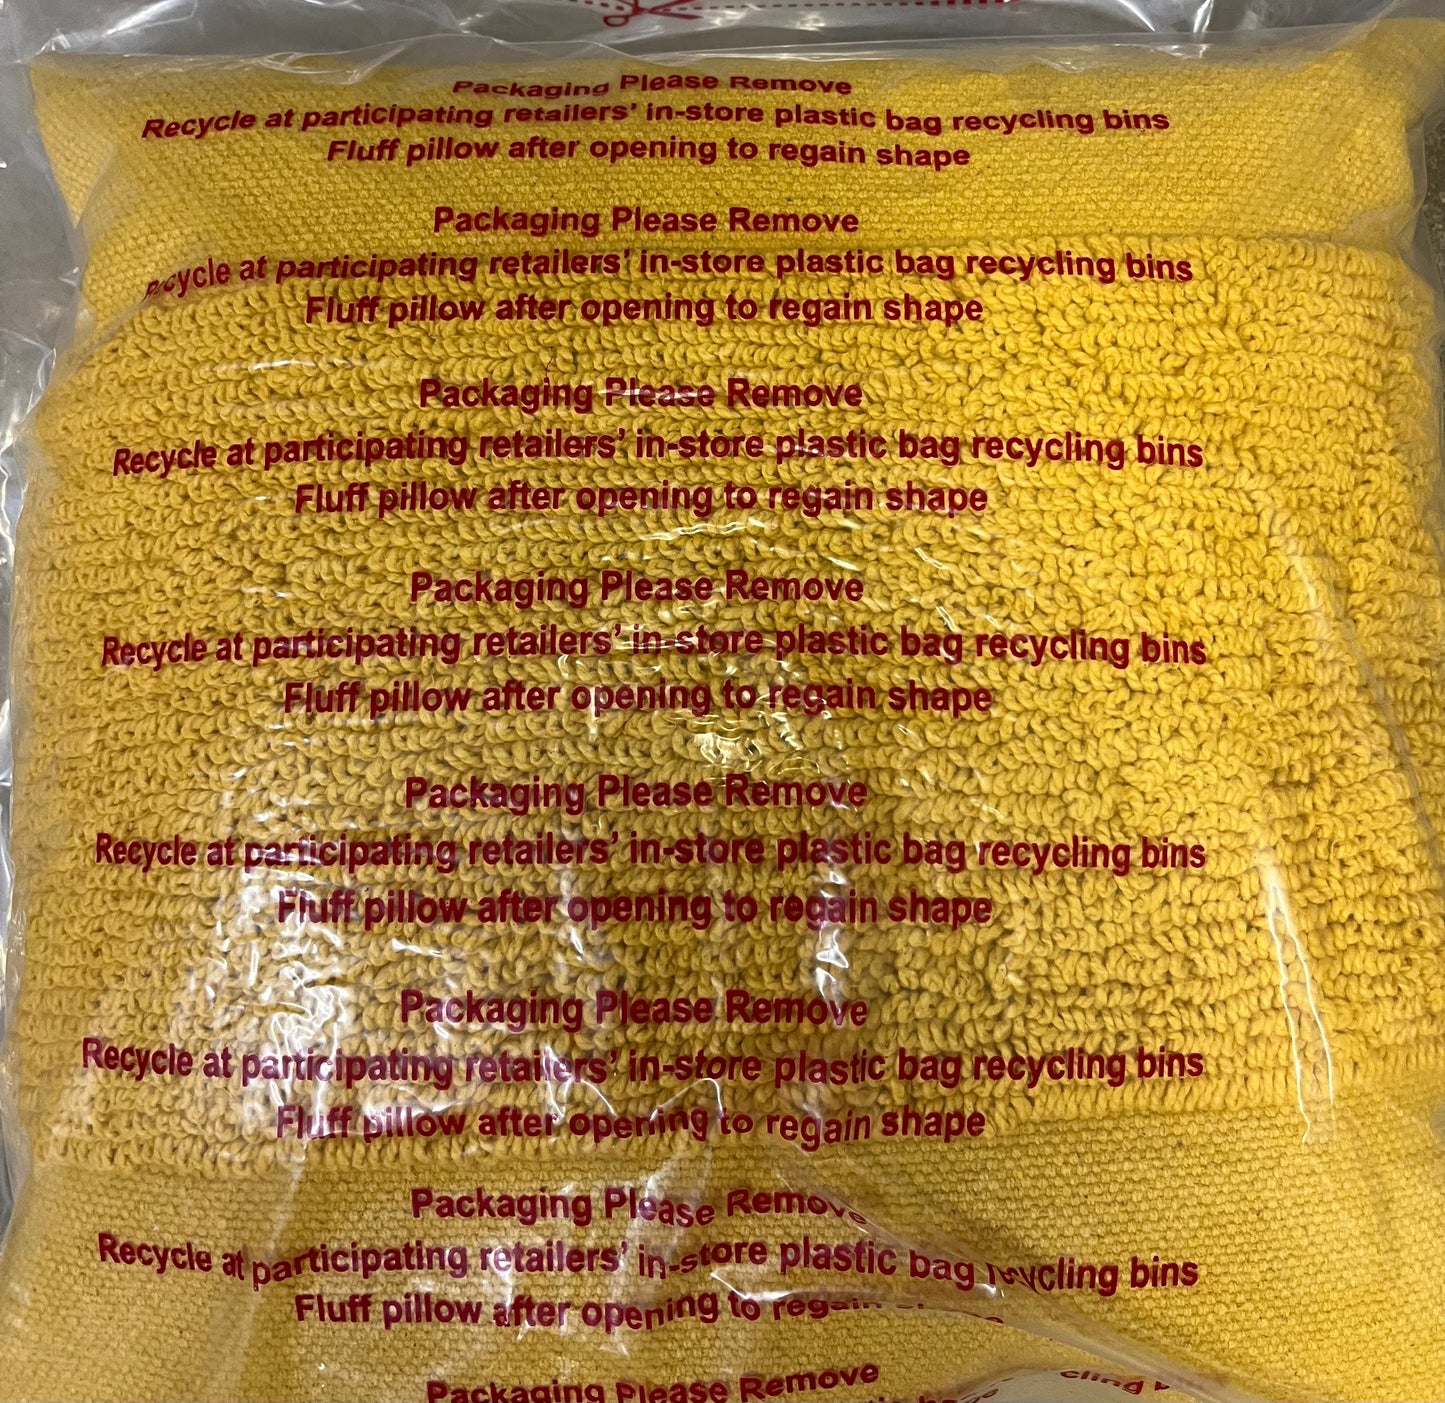 Packaging Please Remove
Recycle at participating retailers' in-store plastic bag recycling bins
Fluff pillow after opening to regain shape
Packaging Please Remove
Recycle at participating retailers' in-store plastic bag recycling bins
Fluff pillow after opening to regain shape
Packaging Please Remove
Recycle at participating retailers' in-store plastic bag recycling bins
Fluff pillow after opening to regain shape
Packaging Please Remove
Recycle at participating retailers' in-store plastic bag recycling bins
Fluff pillow after opening to regain shape
Packaging Please Remove
Recycle at participating retailers' in-store plastic bag recycling bins
Fluff pillow after opening to regain shape
Packaging Please Remove
Recycle at participating retailers' in-store plastic bag recycling bins
Fluff pillow after opening to regain shape
Packaging Please Remove
Recycle at participating retailers' in-store plastic bag recycling bins
Fluff pillow after opening to regain
Packaging Please Remove